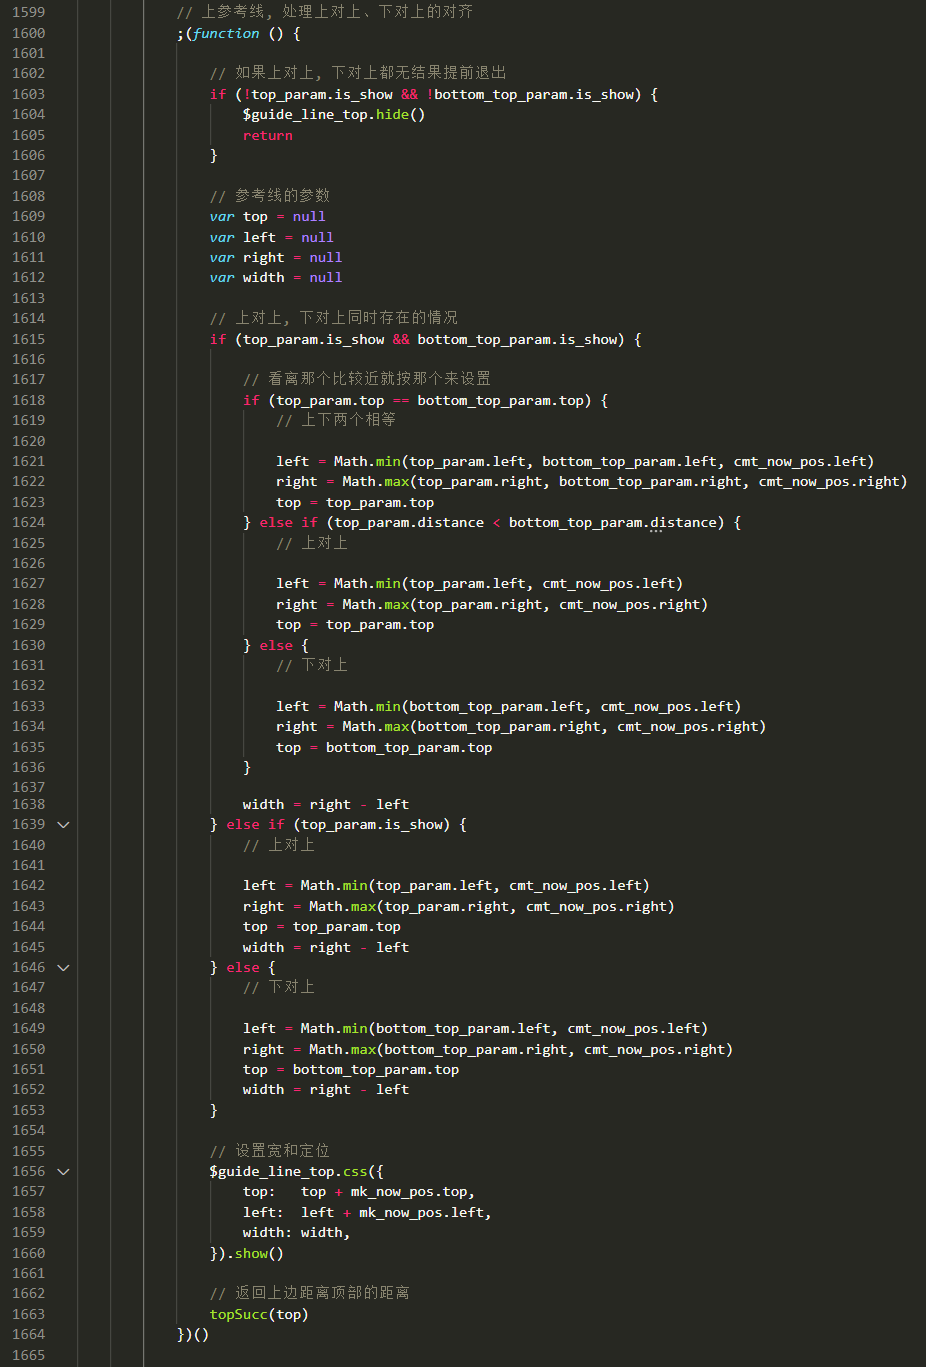 1599 // 上参考线, 处理上对上、下对上的对齐
1600 ;(function () {
1601
1602 // 如果上对上, 下对上都无结果提前退出
1603 if (!top_param.is_show && !bottom_top_param.is_show) {
1604 $guide_line_top.hide()
1605 return
1606 }
1607
1608 // 参考线的参数
1609 var top = null
1610 var left = null
1611 var right = null
1612 var width = null
1613
1614 // 上对上, 下对上同时存在的情况
1615 if (top_param.is_show && bottom_top_param.is_show) {
1616
1617 // 看离那个比较近就按那个来设置
1618 if (top_param.top == bottom_top_param.top) {
1619 // 上下两个相等
1620
1621 left = Math.min(top_param.left, bottom_top_param.left, cmt_now_pos.left)
1622 right = Math.max(top_param.right, bottom_top_param.right, cmt_now_pos.right)
1623 top = top_param.top
1624 } else if (top_param.distance < bottom_top_param.distance) {
1625 // 上对上
1626
1627 left = Math.min(top_param.left, cmt_now_pos.left)
1628 right = Math.max(top_param.right, cmt_now_pos.right)
1629 top = top_param.top
1630 } else {
1631 // 下对上
1632
1633 left = Math.min(bottom_top_param.left, cmt_now_pos.left)
1634 right = Math.max(bottom_top_param.right, cmt_now_pos.right)
1635 top = bottom_top_param.top
1636 }
1637
1638 width = right - left
1639 } else if (top_param.is_show) {
1640 // 上对上
1641
1642 left = Math.min(top_param.left, cmt_now_pos.left)
1643 right = Math.max(top_param.right, cmt_now_pos.right)
1644 top = top_param.top
1645 width = right - left
1646 } else {
1647 // 下对上
1648
1649 left = Math.min(bottom_top_param.left, cmt_now_pos.left)
1650 right = Math.max(bottom_top_param.right, cmt_now_pos.right)
1651 top = bottom_top_param.top
1652 width = right - left
1653 }
1654
1655 // 设置宽和定位
1656 $guide_line_top.css({
1657 top: top + mk_now_pos.top,
1658 left: left + mk_now_pos.left,
1659 width: width,
1660 }).show()
1661
1662 // 返回上边距离顶部的距离
1663 topSucc(top)
1664 })()
1665